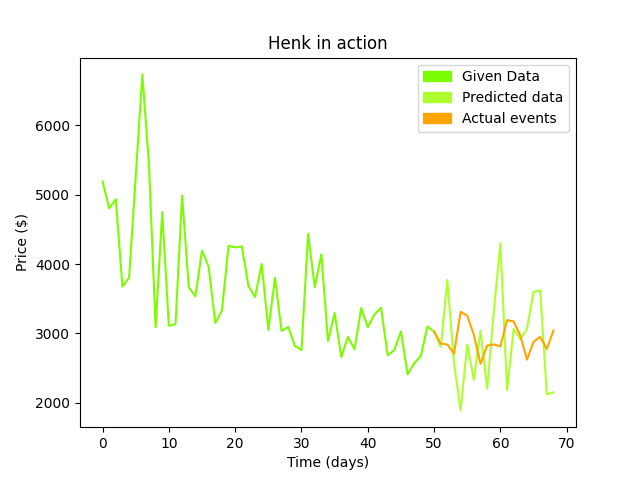 Henk in action
Given Data
Predicted data
Actual events
Price ($)
6000
5000
4000
3000
2000
0 10 20 30 40 50 60 70
Time (days)